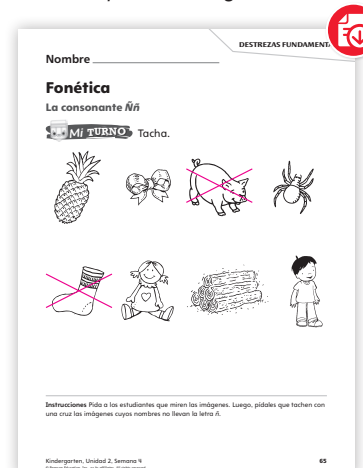 DESTREZAS FUNDAMENT
Nombre
Fonética
La consonante Ññ
Mi TURNO Tacha.
Instrucciones Pida a los estudiantes que miren las imágenes. Luego, pídales que tachen con
una cruz las imágenes cuyos nombres no llevan la letra ñ.
Kindergarten, Unidad 2, Semana 4
65